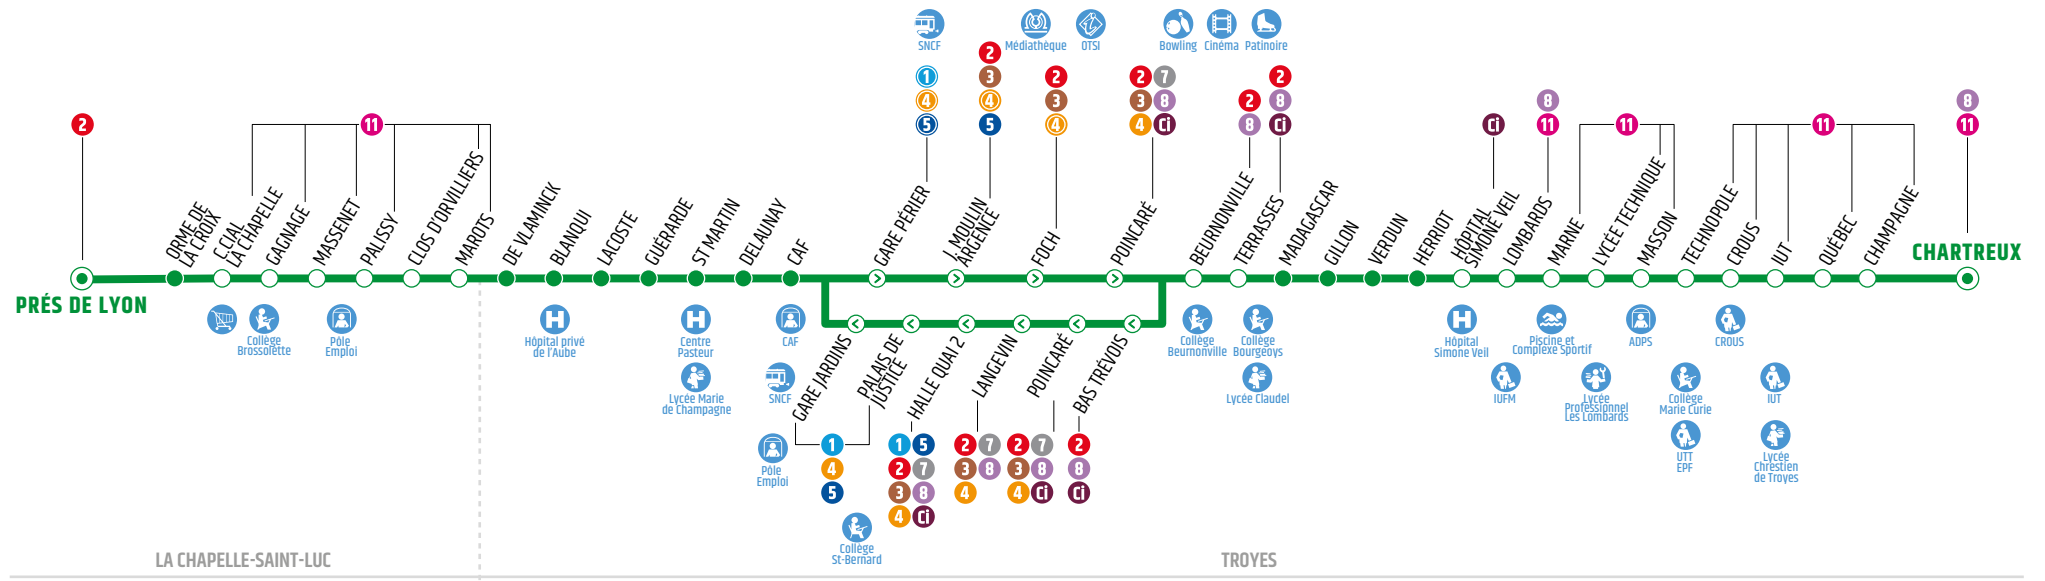 SNCF
Médiathèque
OTSI
Bowling
Cinéma
Patinoire
1
4
5
2
3
4
5
2
3
4
2
7
3
8
4
Ci
2
8
2
8
Ci
2
11
Ci
8
11
11
11
8
11
PRÉS DE LYON
ORME DE
LA CROIX
C.CIAL
LA CHAPELLE
GAGNAGE
MASSENET
PALISSY
CLOS D'ORVILLIERS
MAROTS
DE VLAMINCK
BLANQUI
LACOSTE
GUÉRARDE
ST MARTIN
DELAUNAY
CAF
GARE PÉRIER
J. MOULIN
ARGENCE
FOCH
POINCARÉ
BEURNONVILLE
TERRASSES
MADAGASCAR
GILLON
VERDUN
HERRIOT
HÔPITAL
SIMONE VEIL
LOMBARDS
MARNE
LYCÉE TECHNIQUE
MASSON
TECHNOPOLE
CROUS
IUT
QUÉBEC
CHAMPAGNE
CHARTREUX
Collège
Brossolette
Pôle
Emploi
H
Hôpital privé
de l'Aube
H
Centre
Pasteur
Lycée Marie
de Champagne
CAF
SNCF
Pôle
Emploi
GARE JARDINS
PALAIS DE
JUSTICE
HALLE QUAI 2
LANGEVIN
POINCARÉ
BAS TRÉVOIS
1
4
5
1
5
2
7
3
8
4
Ci
2
7
3
8
4
2
7
3
8
4
Ci
2
8
Ci
Collège
St-Bernard
Collège
Beurnonville
Collège
Bourgeoys
Lycée Claudel
H
Hôpital
Simone Veil
IUFM
Piscine et
Complexe Sportif
Lycée
Professionnel
Les Lombards
ADPS
Collège
Marie Curie
UTT
EPF
CROUS
IUT
Lycée
Chrestien
de Troyes
LA CHAPELLE-SAINT-LUC
TROYES